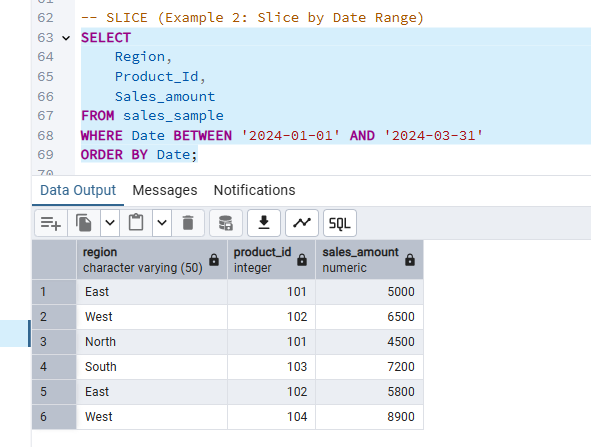 62 -- SLICE (Example 2: Slice by Date Range)
63 SELECT
64 Region,
65 Product_Id,
66 Sales_amount
67 FROM sales_sample
68 WHERE Date BETWEEN '2024-01-01' AND '2024-03-31'
69 ORDER BY Date;
Data Output Messages Notifications
SQL
region product_id sales_amount
character varying (50) integer numeric
1 East 101 5000
2 West 102 6500
3 North 101 4500
4 South 103 7200
5 East 102 5800
6 West 104 8900